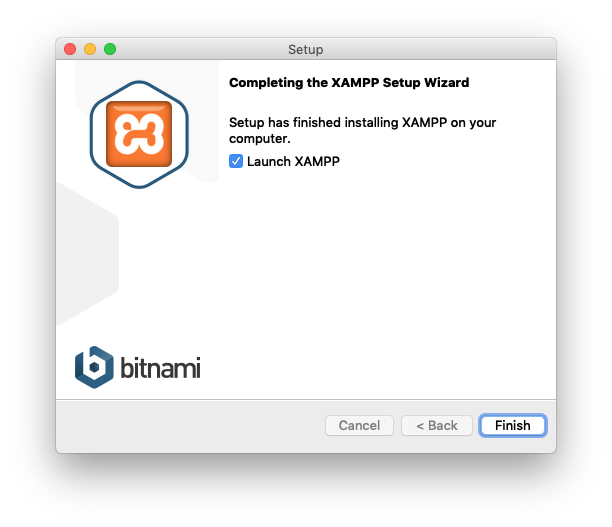 Setup
Completing the XAMPP Setup Wizard
Setup has finished installing XAMPP on your
computer.
Launch XAMPP
bitnami
Cancel
< Back
Finish